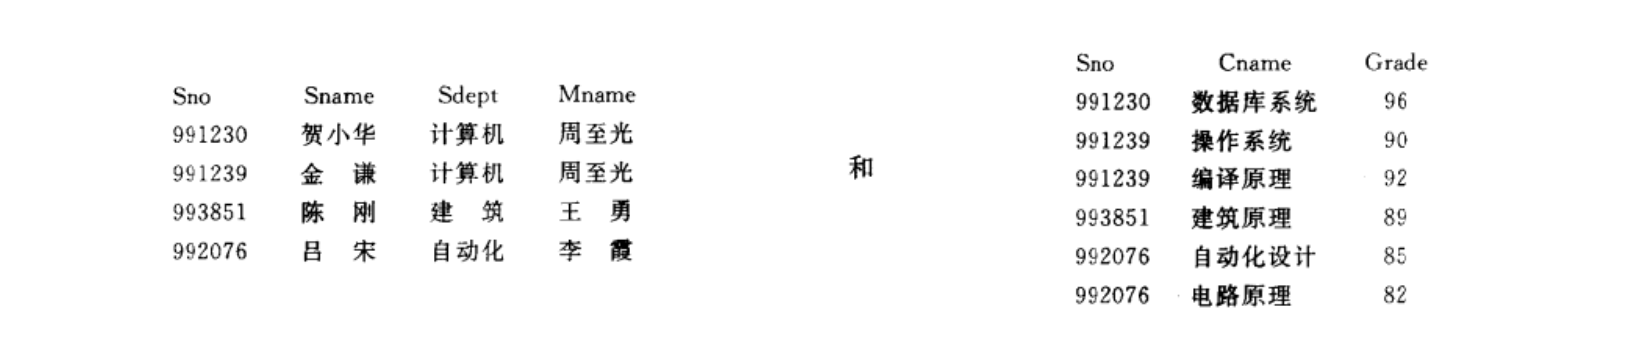 Sno Sname Sdept Mname
991230 贺小华 计算机 周至光
991239 金 谦 计算机 周至光
993851 陈 刚 建 筑 王 勇
992076 吕 宋 自动化 李 霞
和
Sno Cname Grade
991230 数据库系统 96
991239 操作系统 90
991239 编译原理 92
993851 建筑原理 89
992076 自动化设计 85
992076 电路原理 82